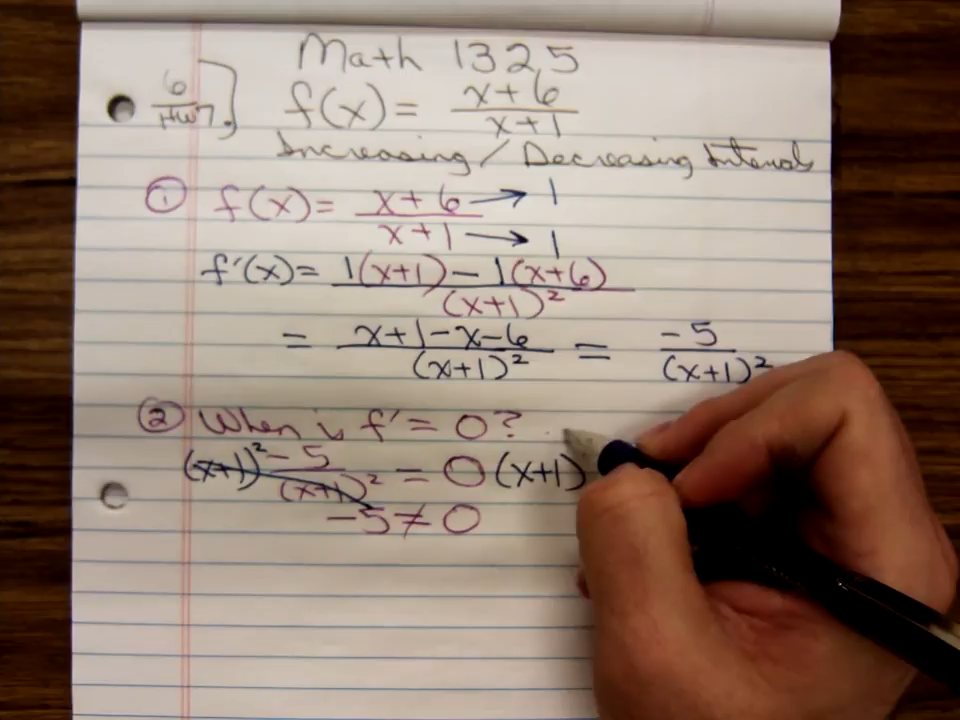 Math 1325
6/HW7.] f(x) = (x+6)/(x+1)
Increasing / Decreasing Intervals
① f(x) = (x+6)/(x+1) → 1 → 1
f'(x) = (1(x+1) - 1(x+6))/(x+1)²
= (x+1-x-6)/(x+1)² = -5/(x+1)²
② When is f' = 0?
(x+1)² -5/(x+1)² = 0 (x+1)
-5 ≠ 0